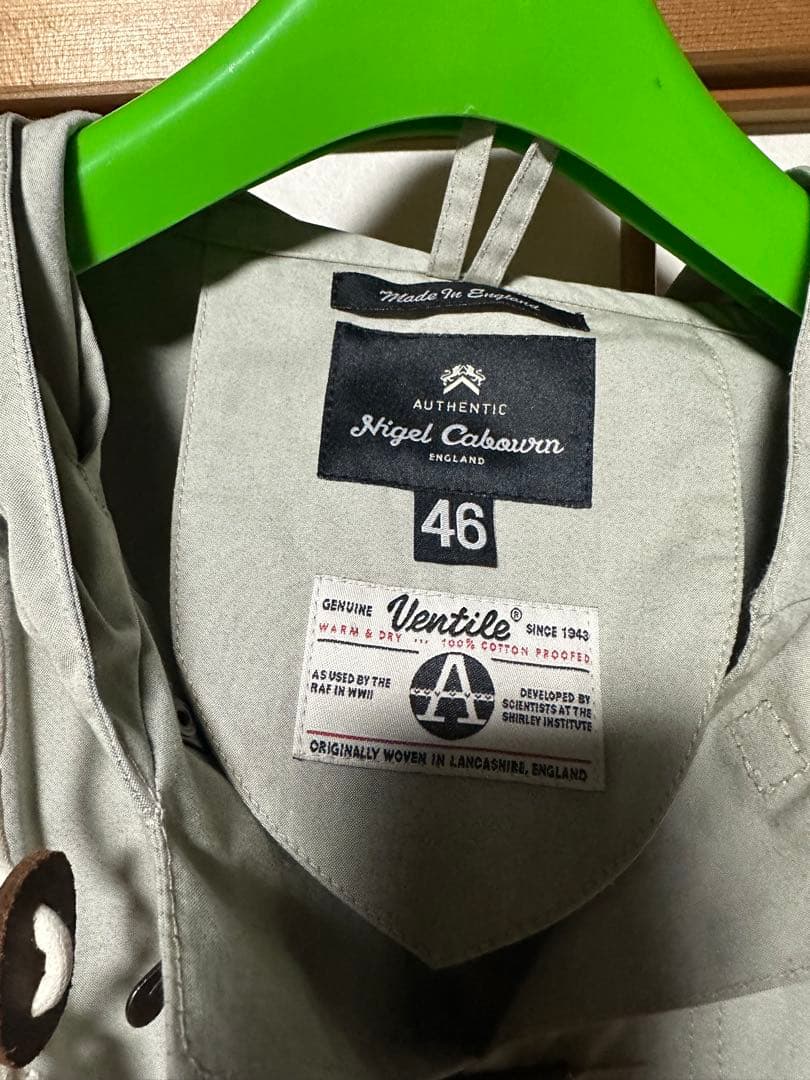 Made In England
AUTHENTIC
Nigel Cabourn
ENGLAND
46
GENUINE Ventile® SINCE 1943
WARM & DRY ... 100% COTTON PROOFED
A
AS USED BY THE
RAF IN WWII
DEVELOPED BY
SCIENTISTS AT THE
SHIRLEY INSTITUTE
ORIGINALLY WOVEN IN LANCASHIRE, ENGLAND